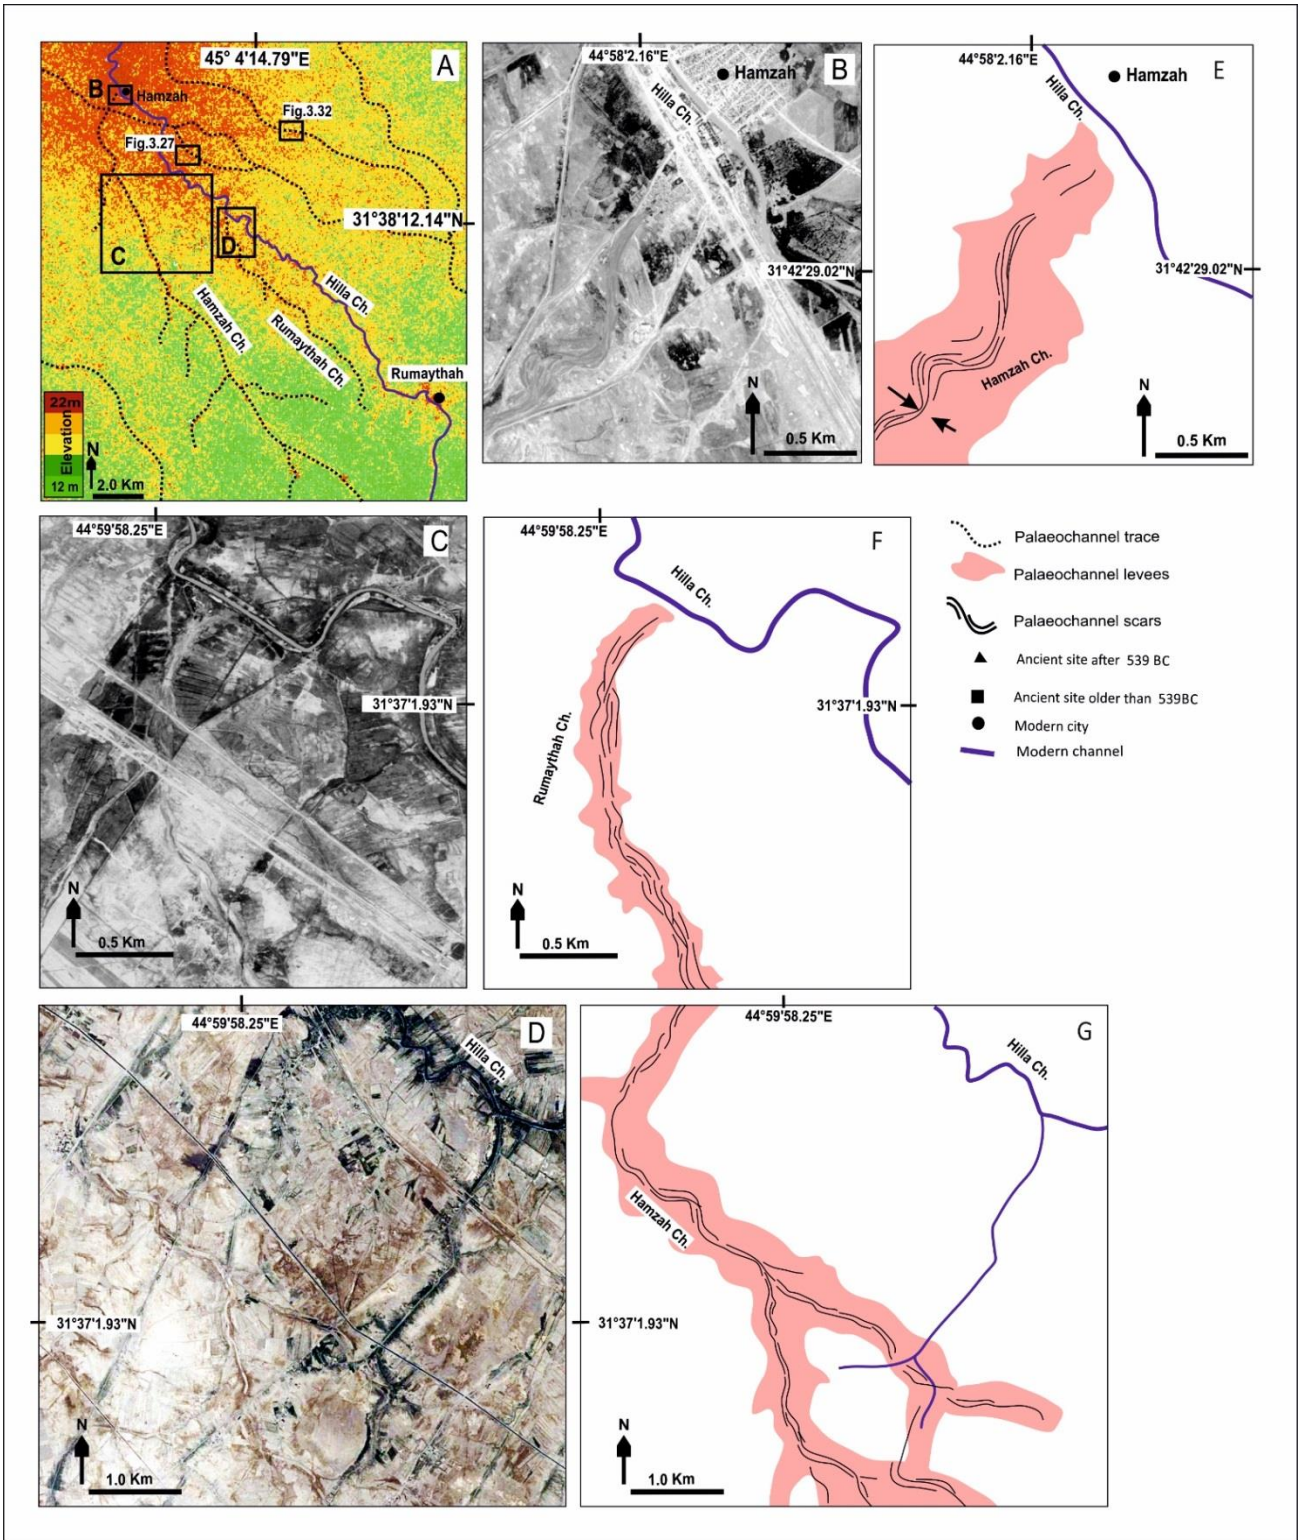 45° 4'14.79"E
A
B
Hamzah
Fig.3.32
Fig.3.27
31°38'12.14"N
C
D
Hilla Ch.
Hamzah Ch.
Rumaythah Ch.
Rumaythah
22m
Elevation
12 m
N
2.0 Km
44°58'2.16"E
B
Hamzah
Hilla Ch.
31°42'29.02"N
N
0.5 Km
44°58'2.16"E
E
Hamzah
Hilla Ch.
31°42'29.02"N
Hamzah Ch.
N
0.5 Km
44°59'58.25"E
C
31°37'1.93"N
N
0.5 Km
44°59'58.25"E
F
Hilla Ch.
31°37'1.93"N
Rumaythah Ch.
N
0.5 Km
Palaeochannel trace
Palaeochannel levees
Palaeochannel scars
Ancient site after 539 BC
Ancient site older than 539BC
Modern city
Modern channel
44°59'58.25"E
D
Hilla Ch.
31°37'1.93"N
N
1.0 Km
44°59'58.25"E
G
Hilla Ch.
Hamzah Ch.
31°37'1.93"N
N
1.0 Km